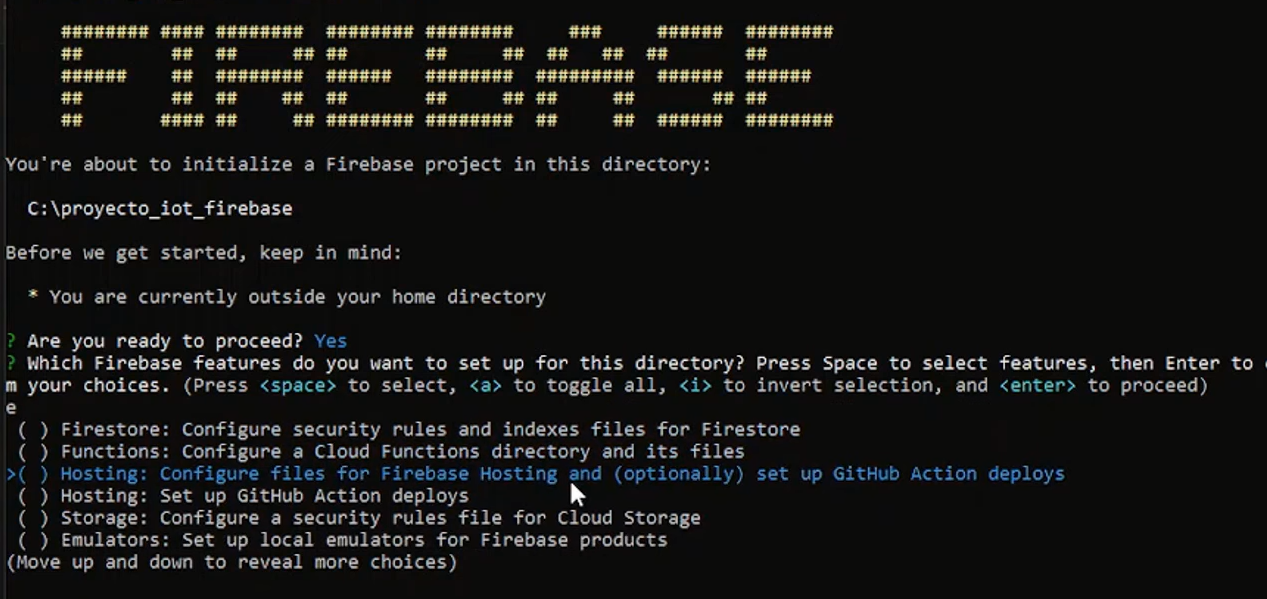 FIREBASE
You're about to initialize a Firebase project in this directory:
C:\proyecto_iot_firebase
Before we get started, keep in mind:
* You are currently outside your home directory
? Are you ready to proceed? Yes
? Which Firebase features do you want to set up for this directory? Press Space to select features, then Enter to
m your choices. (Press <space> to select, <a> to toggle all, <i> to invert selection, and <enter> to proceed)
e
( ) Firestore: Configure security rules and indexes files for Firestore
( ) Functions: Configure a Cloud Functions directory and its files
>( ) Hosting: Configure files for Firebase Hosting and (optionally) set up GitHub Action deploys
( ) Hosting: Set up GitHub Action deploys
( ) Storage: Configure a security rules file for Cloud Storage
( ) Emulators: Set up local emulators for Firebase products
(Move up and down to reveal more choices)